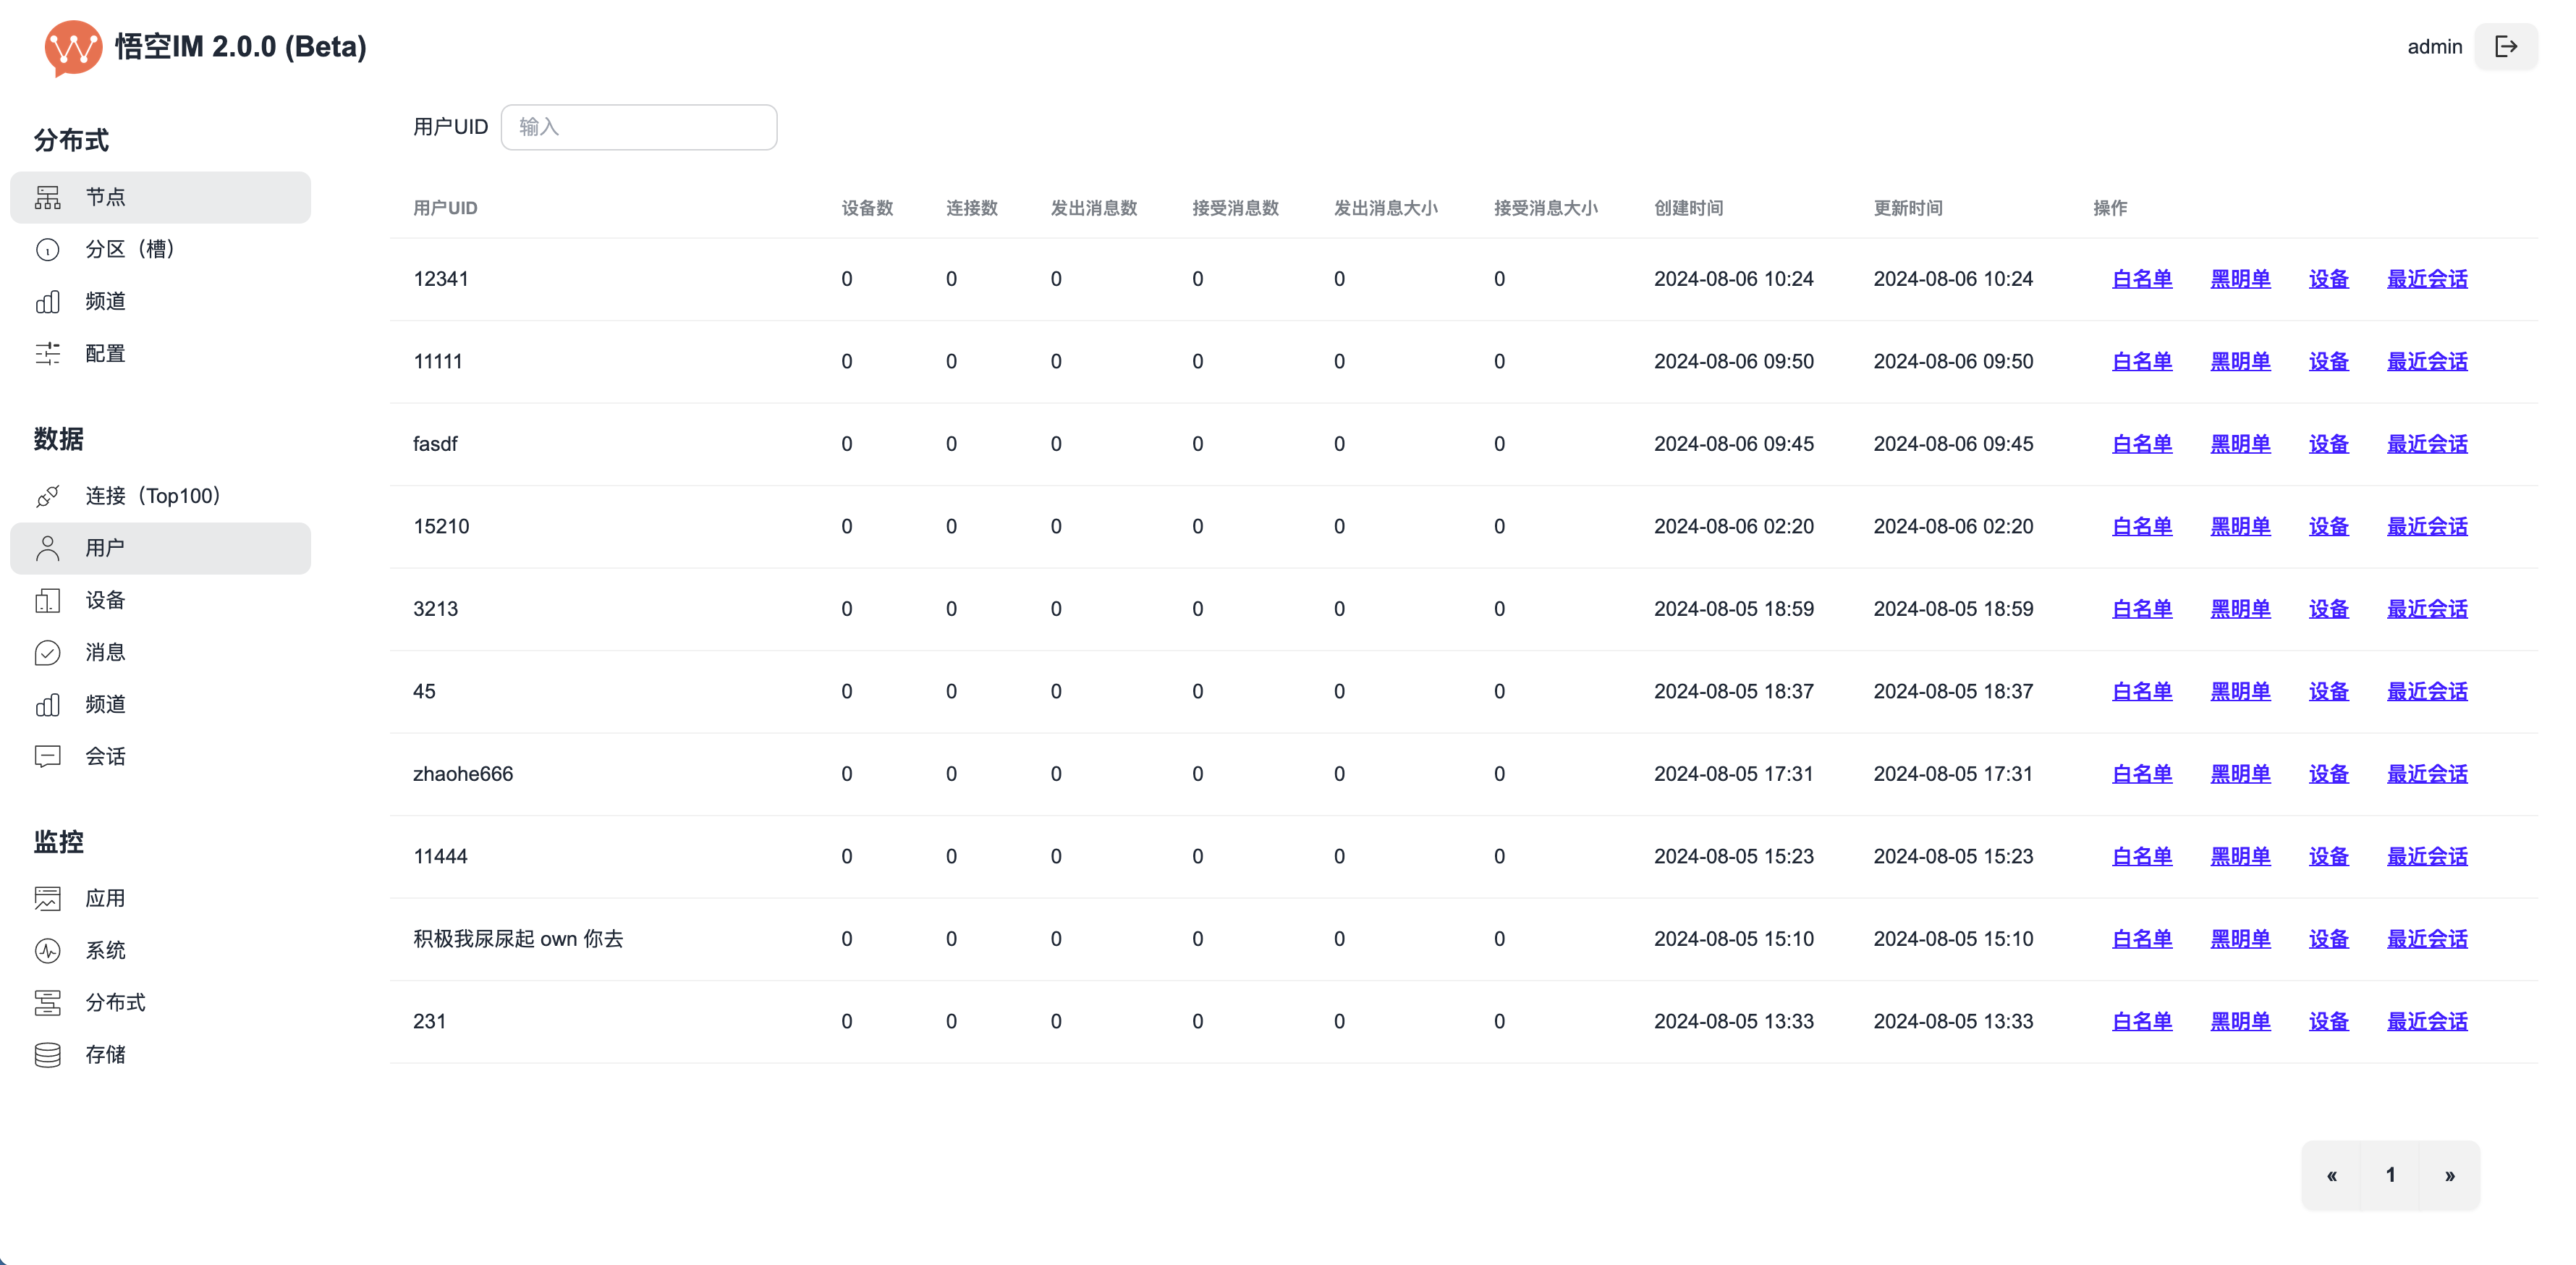 悟空IM 2.0.0 (Beta)
admin
分布式
节点
分区（槽）
频道
配置
数据
连接（Top100）
用户
设备
消息
频道
会话
监控
应用
系统
分布式
存储
用户UID 输入
用户UID 设备数 连接数 发出消息数 接受消息数 发出消息大小 接受消息大小 创建时间 更新时间 操作
12341 0 0 0 0 0 0 2024-08-06 10:24 2024-08-06 10:24 白名单 黑明单 设备 最近会话
11111 0 0 0 0 0 0 2024-08-06 09:50 2024-08-06 09:50 白名单 黑明单 设备 最近会话
fasdf 0 0 0 0 0 0 2024-08-06 09:45 2024-08-06 09:45 白名单 黑明单 设备 最近会话
15210 0 0 0 0 0 0 2024-08-06 02:20 2024-08-06 02:20 白名单 黑明单 设备 最近会话
3213 0 0 0 0 0 0 2024-08-05 18:59 2024-08-05 18:59 白名单 黑明单 设备 最近会话
45 0 0 0 0 0 0 2024-08-05 18:37 2024-08-05 18:37 白名单 黑明单 设备 最近会话
zhaohe666 0 0 0 0 0 0 2024-08-05 17:31 2024-08-05 17:31 白名单 黑明单 设备 最近会话
11444 0 0 0 0 0 0 2024-08-05 15:23 2024-08-05 15:23 白名单 黑明单 设备 最近会话
积极我尿尿起 own 你去 0 0 0 0 0 0 2024-08-05 15:10 2024-08-05 15:10 白名单 黑明单 设备 最近会话
231 0 0 0 0 0 0 2024-08-05 13:33 2024-08-05 13:33 白名单 黑明单 设备 最近会话
« 1 »